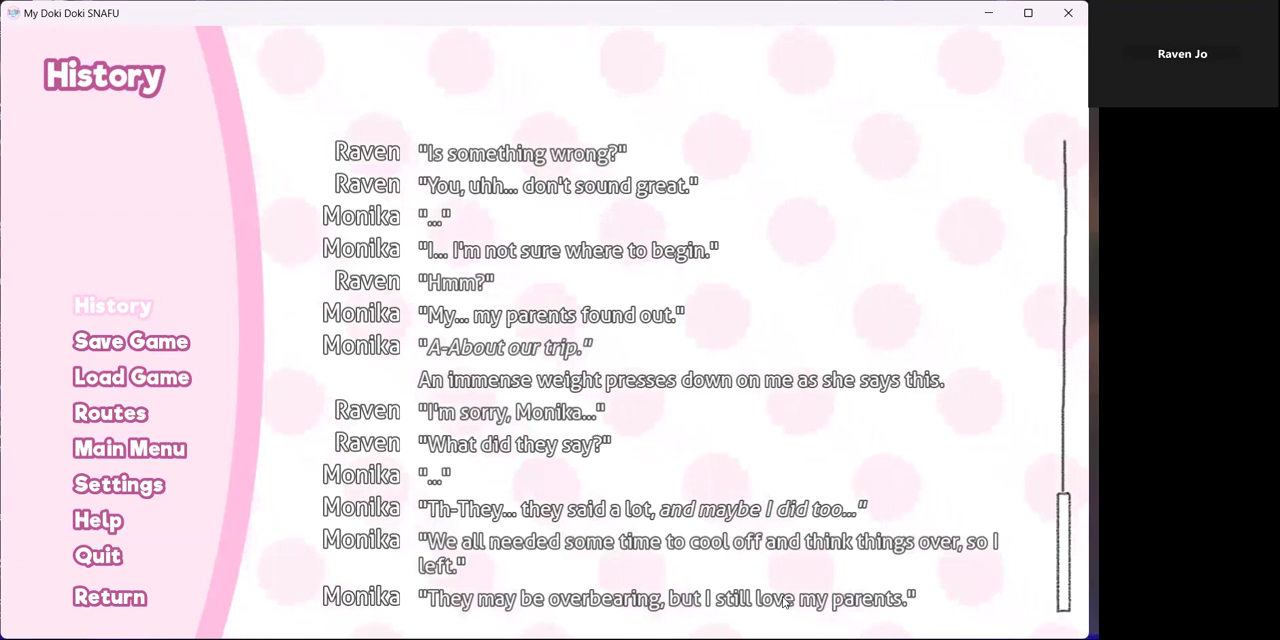 My Doki Doki SNAFU
Raven Jo
History
Raven "Is something wrong?"
Raven "You, uhh... don't sound great."
Monika "..."
Monika "I... I'm not sure where to begin."
Raven "Hmm?"
Monika "My... my parents found out."
Monika "A-About our trip."
An immense weight presses down on me as she says this.
Raven "I'm sorry, Monika..."
Raven "What did they say?"
Monika "..."
Monika "Th-They... they said a lot, and maybe I did too..."
Monika "We all needed some time to cool off and think things over, so I
left."
Monika "They may be overbearing, but I still love my parents."
History
Save Game
Load Game
Routes
Main Menu
Settings
Help
Quit
Return